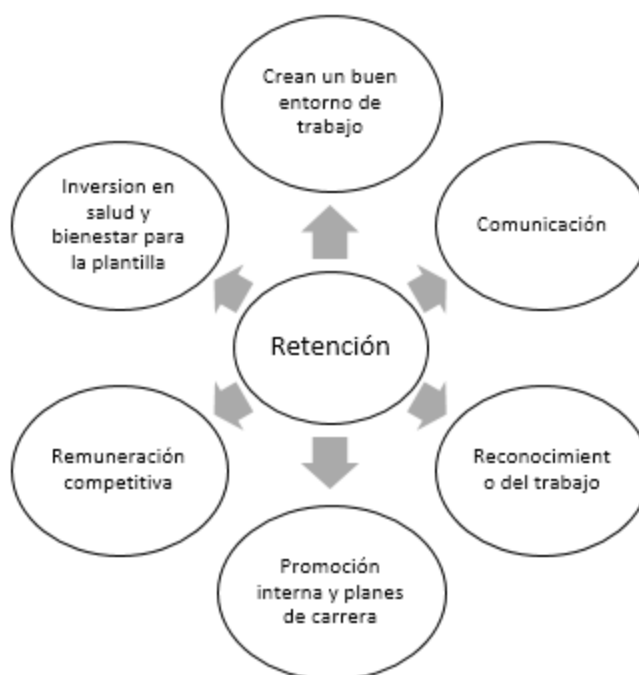 Crean un buen
entorno de
trabajo
Inversion en
salud y
bienestar para
la plantilla
Comunicación
Retención
Remuneración
competitiva
Reconocimient
o del trabajo
Promoción
interna y planes
de carrera